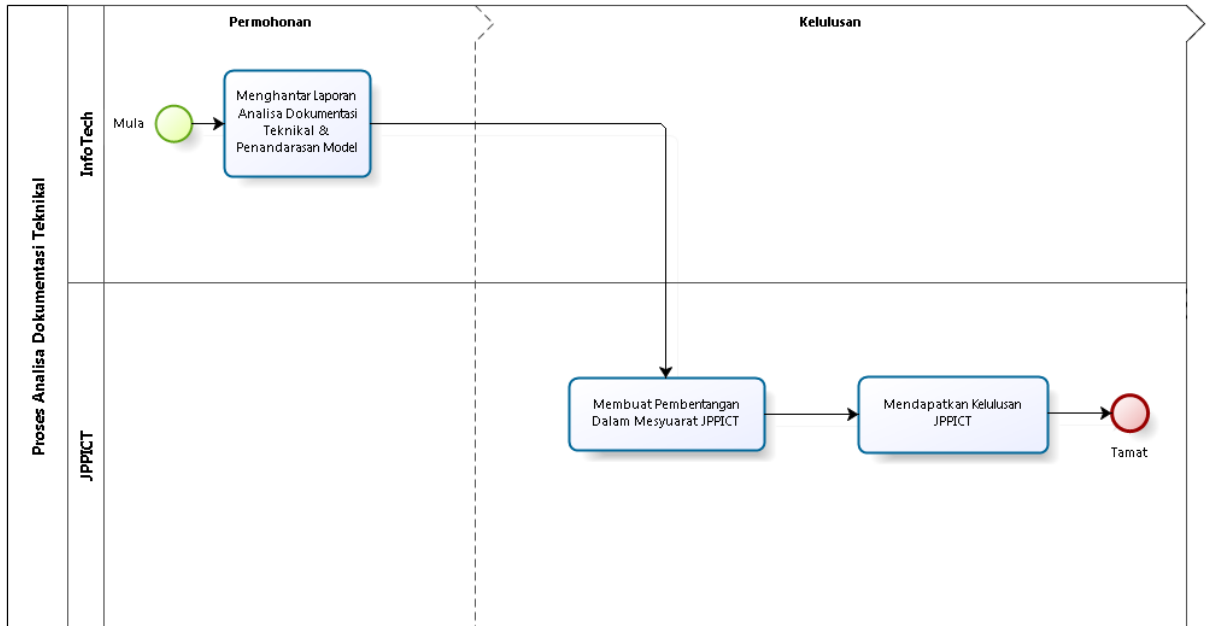 Permohonan
Kelulusan
Proses Analisa Dokumentasi Teknikal
InfoTech
Mula
Menghantar Laporan
Analisa Dokumentasi
Teknikal &
Penandarasan Model
JPPICT
Membuat Pembentangan
Dalam Mesyuarat JPPICT
Mendapatkan Kelulusan
JPPICT
Tamat